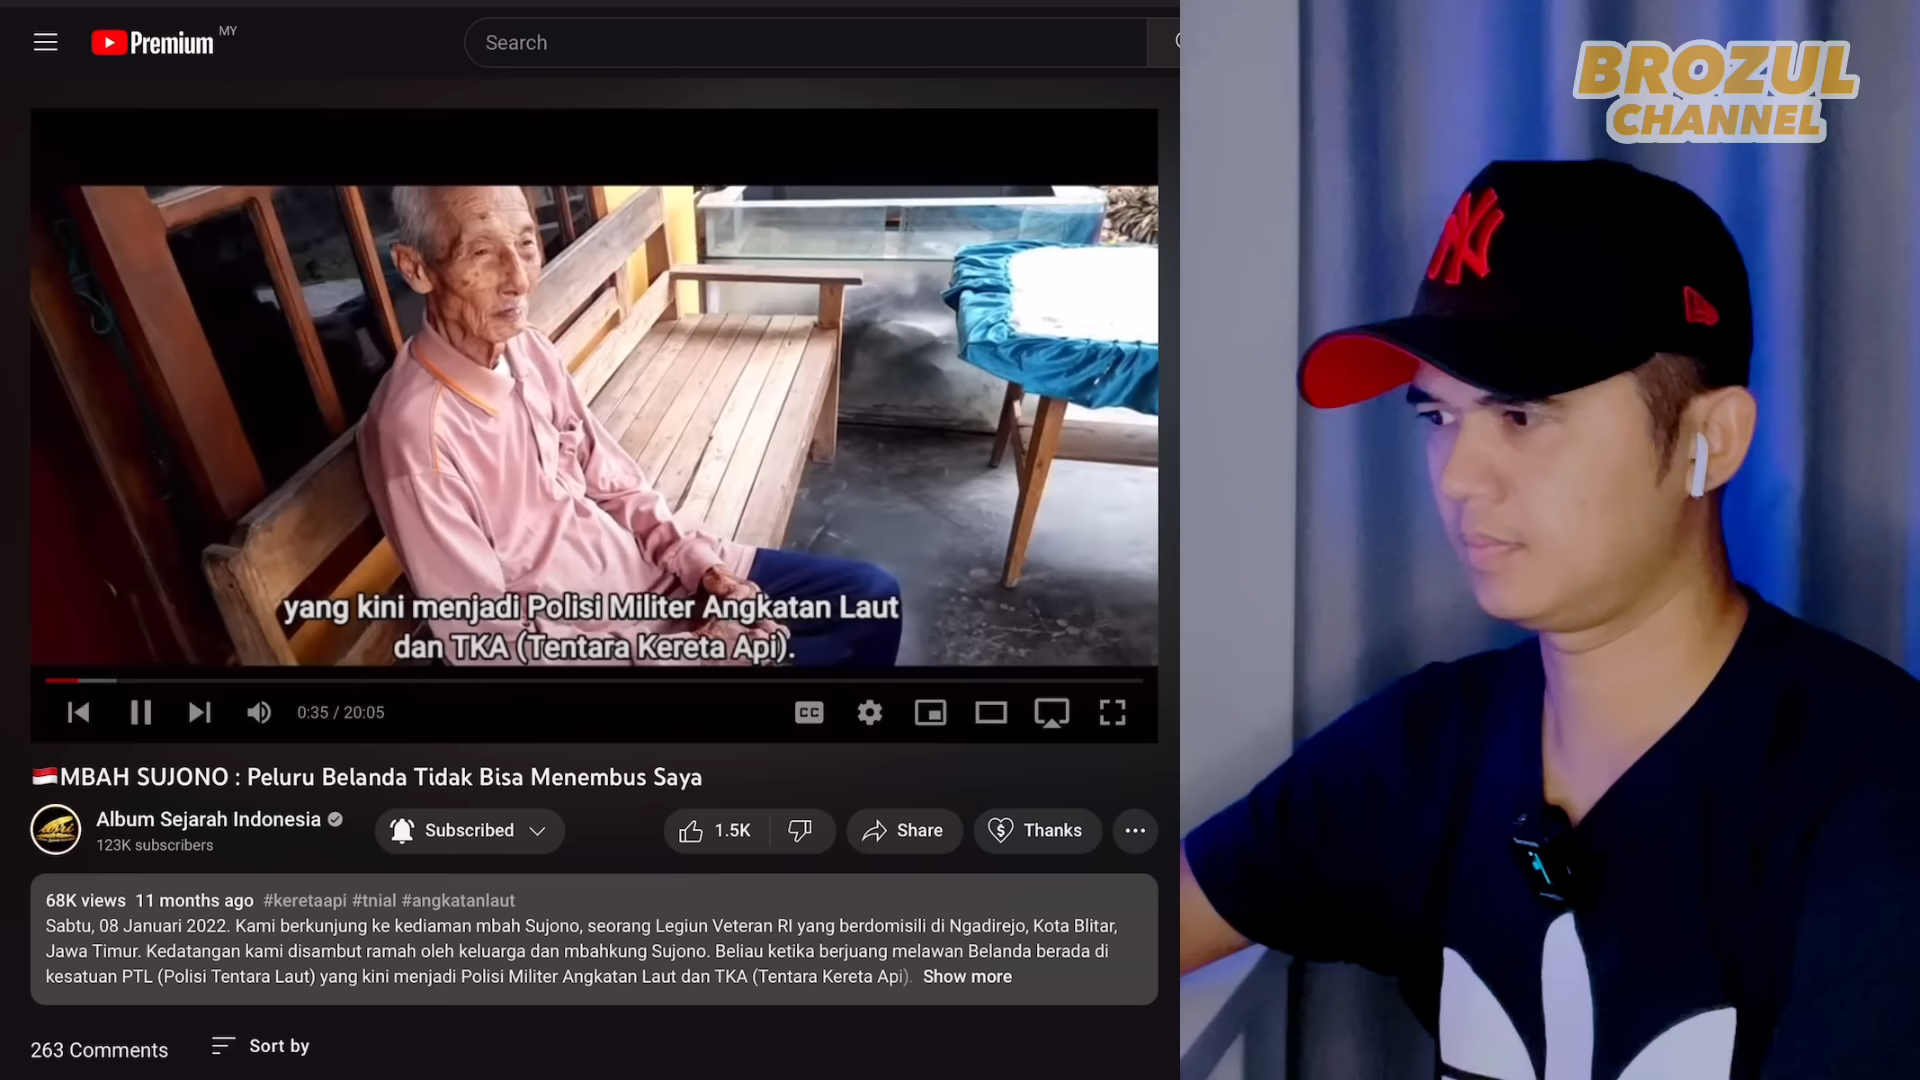 Premium MY
Search
BROZUL
CHANNEL
NY
yang kini menjadi Polisi Militer Angkatan Laut
dan TKA (Tentara Kereta Api).
0:35 / 20:05
CC
MBAH SUJONO : Peluru Belanda Tidak Bisa Menembus Saya
Album Sejarah Indonesia
123K subscribers
Subscribed
1.5K
Share
Thanks
68K views 11 months ago #keretaapi #tnial #angkatanlaut
Sabtu, 08 Januari 2022. Kami berkunjung ke kediaman mbah Sujono, seorang Legiun Veteran RI yang berdomisili di Ngadirejo, Kota Blitar,
Jawa Timur. Kedatangan kami disambut ramah oleh keluarga dan mbahkung Sujono. Beliau ketika berjuang melawan Belanda berada di
kesatuan PTL (Polisi Tentara Laut) yang kini menjadi Polisi Militer Angkatan Laut dan TKA (Tentara Kereta Api). Show more
263 Comments
Sort by